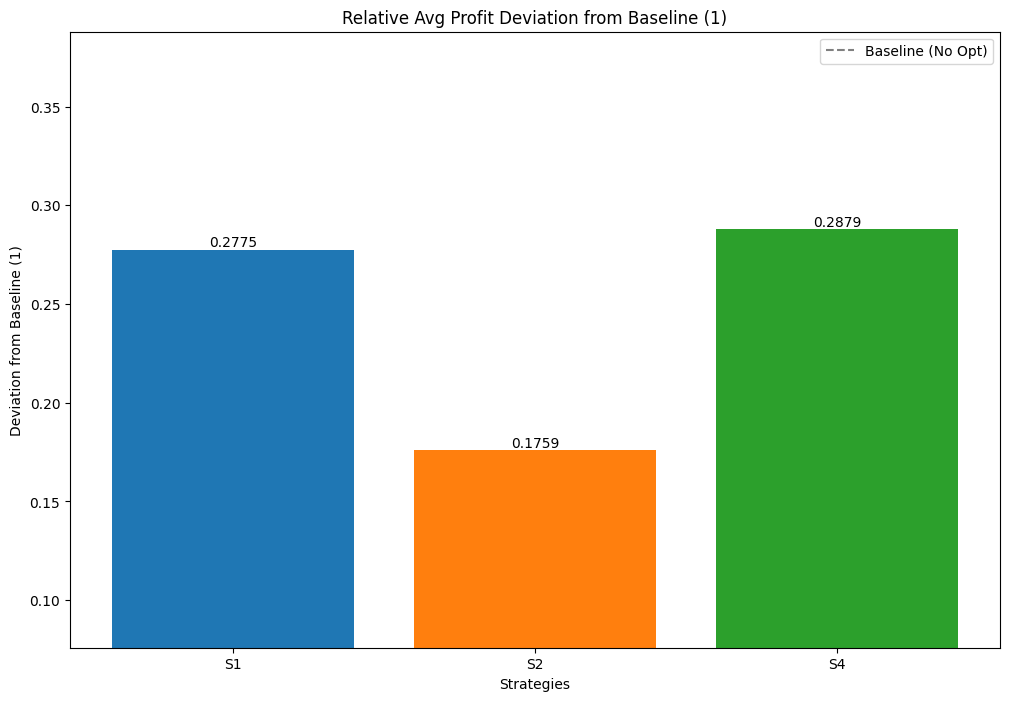 Relative Avg Profit Deviation from Baseline (1)
Baseline (No Opt)
0.35
0.30
0.25
0.20
0.15
0.10
Deviation from Baseline (1)
0.2775
0.1759
0.2879
S1
S2
S4
Strategies